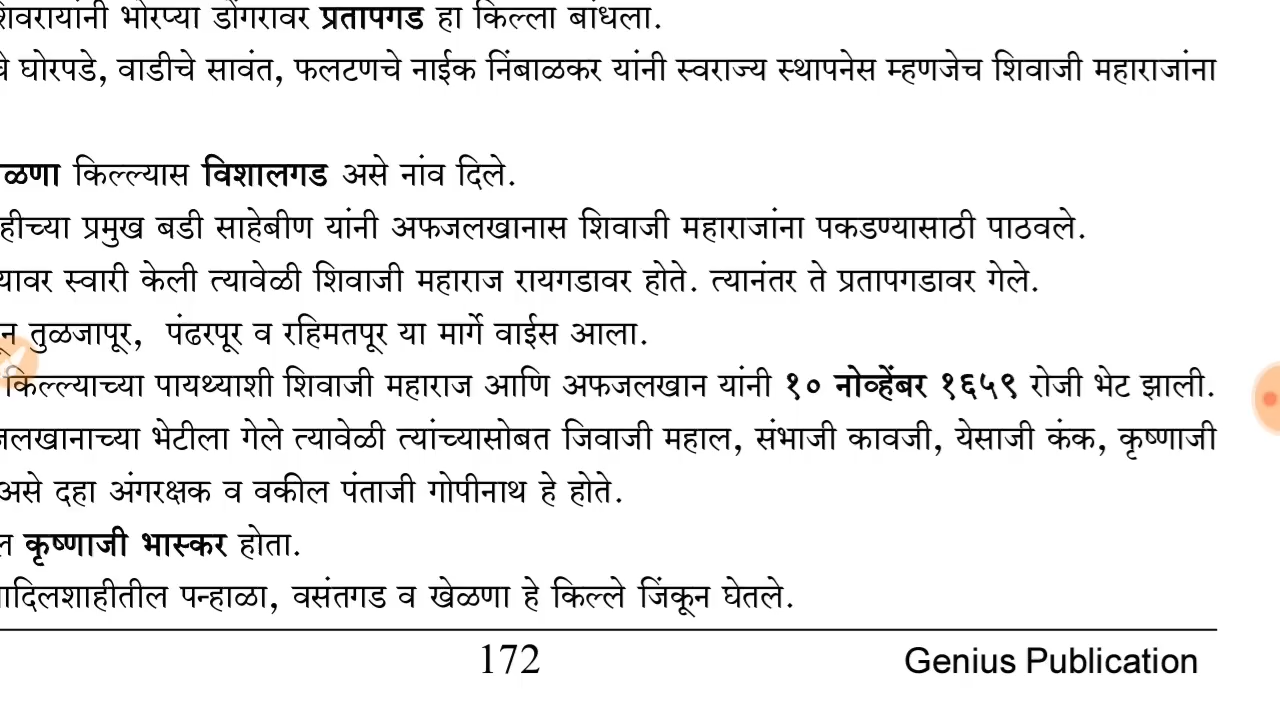 शिवरायांनी भोरप्या डोंगरावर प्रतापगड हा किल्ला बांधला.
घोरपडे, वाडीचे सावंत, फलटणचे नाईक निंबाळकर यांनी स्वराज्य स्थापनेस म्हणजेच शिवाजी महाराजांना
ळणा किल्ल्यास विशालगड असे नांव दिले.
हीच्या प्रमुख बडी साहेबीण यांनी अफजलखानास शिवाजी महाराजांना पकडण्यासाठी पाठवले.
यावर स्वारी केली त्यावेळी शिवाजी महाराज रायगडावर होते. त्यानंतर ते प्रतापगडावर गेले.
तुळजापूर, पंढरपूर व रहिमतपूर या मार्गे वाईस आला.
किल्ल्याच्या पायथ्याशी शिवाजी महाराज आणि अफजलखान यांनी १० नोव्हेंबर १६५९ रोजी भेट झाली.
जलखानाच्या भेटीला गेले त्यावेळी त्यांच्यासोबत जिवाजी महाल, संभाजी कावजी, येसाजी कंक, कृष्णाजी
असे दहा अंगरक्षक व वकील पंताजी गोपीनाथ हे होते.
कृष्णाजी भास्कर होता.
ादिलशाहीतील पन्हाळा, वसंतगड व खेळणा हे किल्ले जिंकून घेतले.
172 Genius Publication